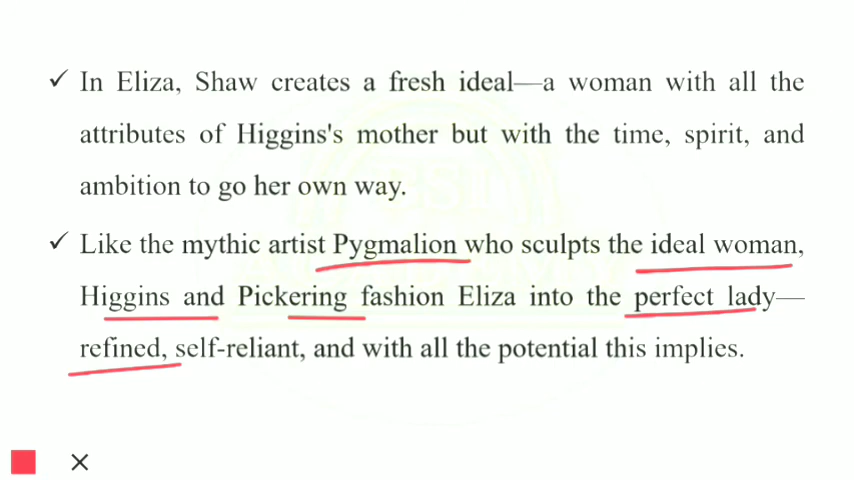 ✓ In Eliza, Shaw creates a fresh ideal—a woman with all the
attributes of Higgins's mother but with the time, spirit, and
ambition to go her own way.
✓ Like the mythic artist Pygmalion who sculpts the ideal woman,
Higgins and Pickering fashion Eliza into the perfect lady—
refined, self-reliant, and with all the potential this implies.